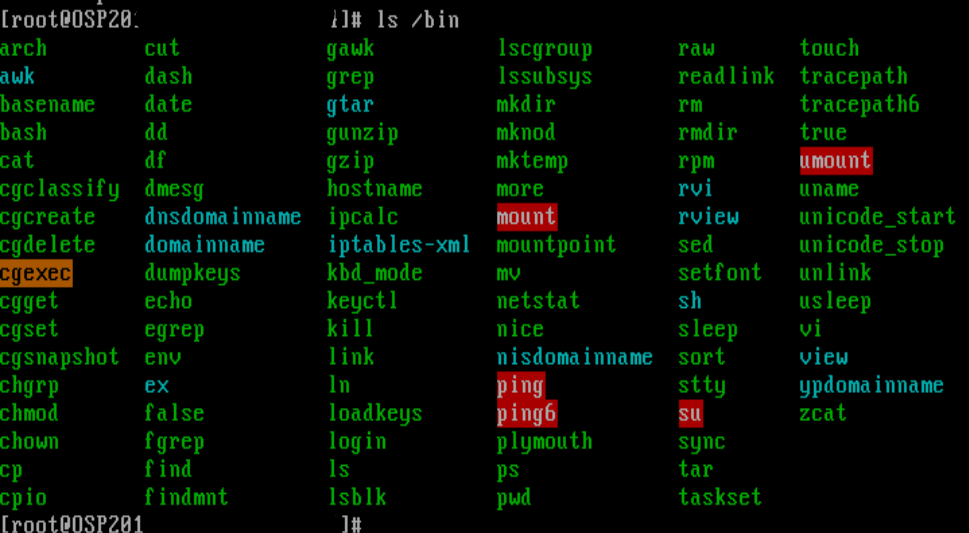 [root@OSP20 ]# ls /bin
arch cut gawk lscgroup raw touch
awk dash grep lssubsys readlink tracepath
basename date gtar mkdir rm tracepath6
bash dd gunzip mknod rmdir true
cat df gzip mktemp rpm umount
cgclassify dmesg hostname more rvi uname
cgcreate dnsdomainname ipcalc mount rview unicode_start
cgdelete domainname iptables-xml mountpoint sed unicode_stop
cgexec dumpkeys kbd_mode mv setfont unlink
cgget echo keyctl netstat sh usleep
cgset egrep kill nice sleep vi
cgsnapshot env link nisdomainname sort view
chgrp ex ln ping stty ypdomainname
chmod false loadkeys ping6 su zcat
chown fgrep login plymouth sync
cp find ls ps tar
cpio findmnt lsblk pwd taskset
[root@OSP201 ]#